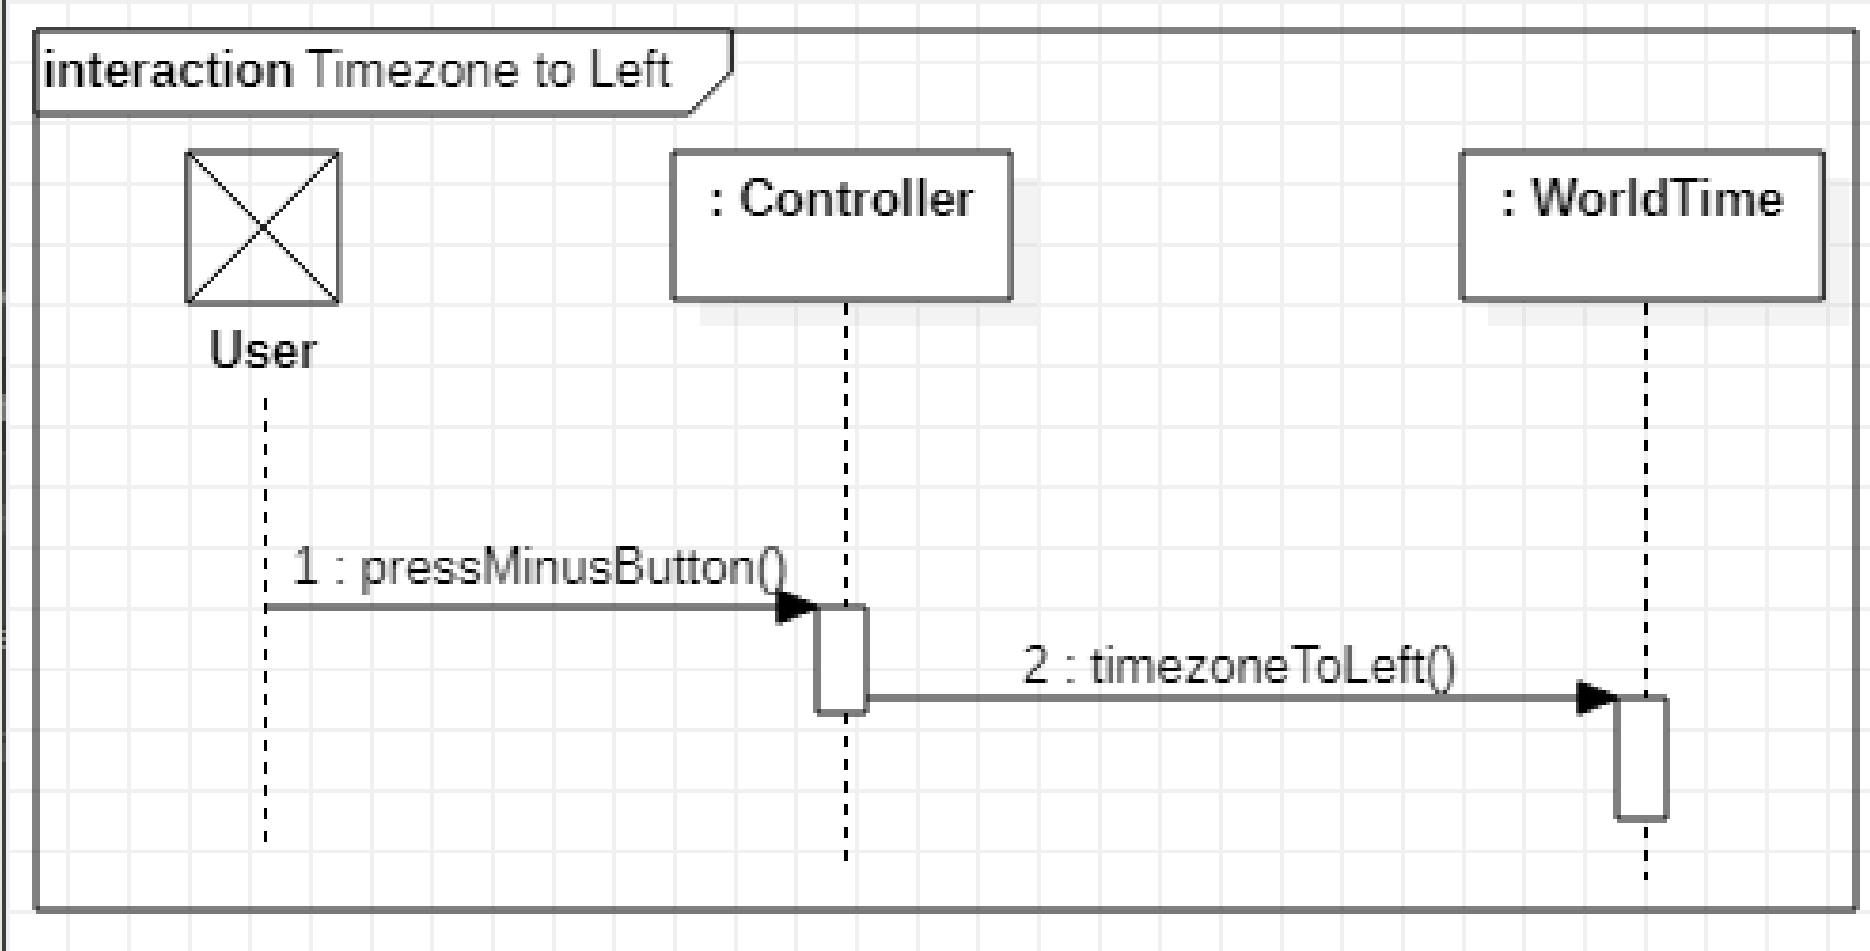 interaction Timezone to Left
: Controller
: WorldTime
User
1 : pressMinusButton()
2 : timezoneToLeft()